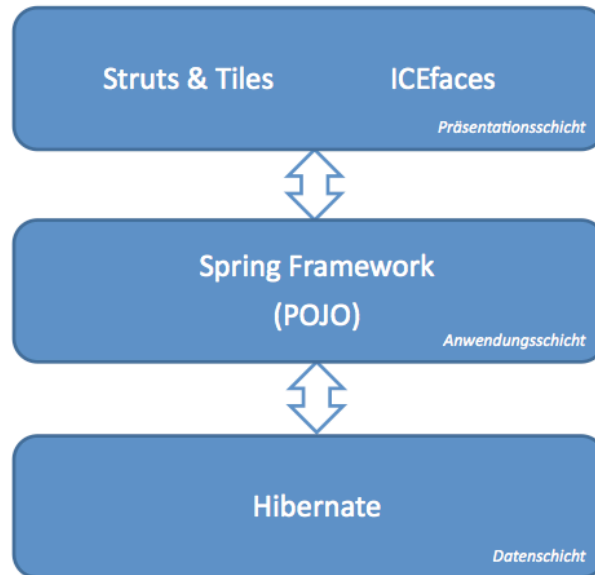 Struts & Tiles ICEfaces
Präsentationsschicht
Spring Framework
(POJO)
Anwendungsschicht
Hibernate
Datenschicht